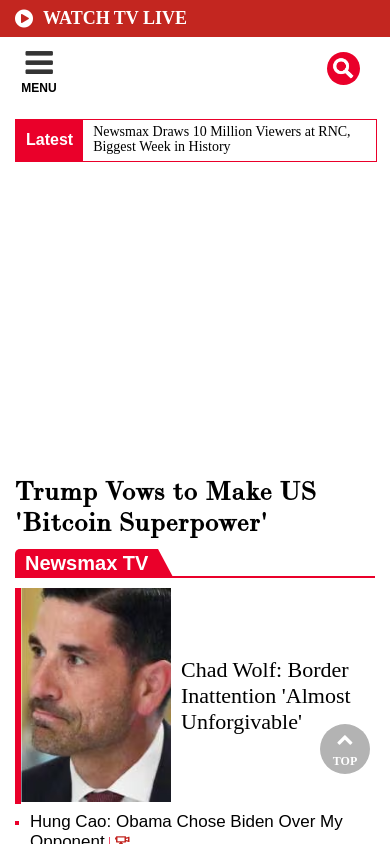 WATCH TV LIVE
MENU
Latest
Newsmax Draws 10 Million Viewers at RNC,
Biggest Week in History
Trump Vows to Make US
'Bitcoin Superpower'
Newsmax TV
Chad Wolf: Border
Inattention 'Almost
Unforgivable'
TOP
Hung Cao: Obama Chose Biden Over My
Opponent |